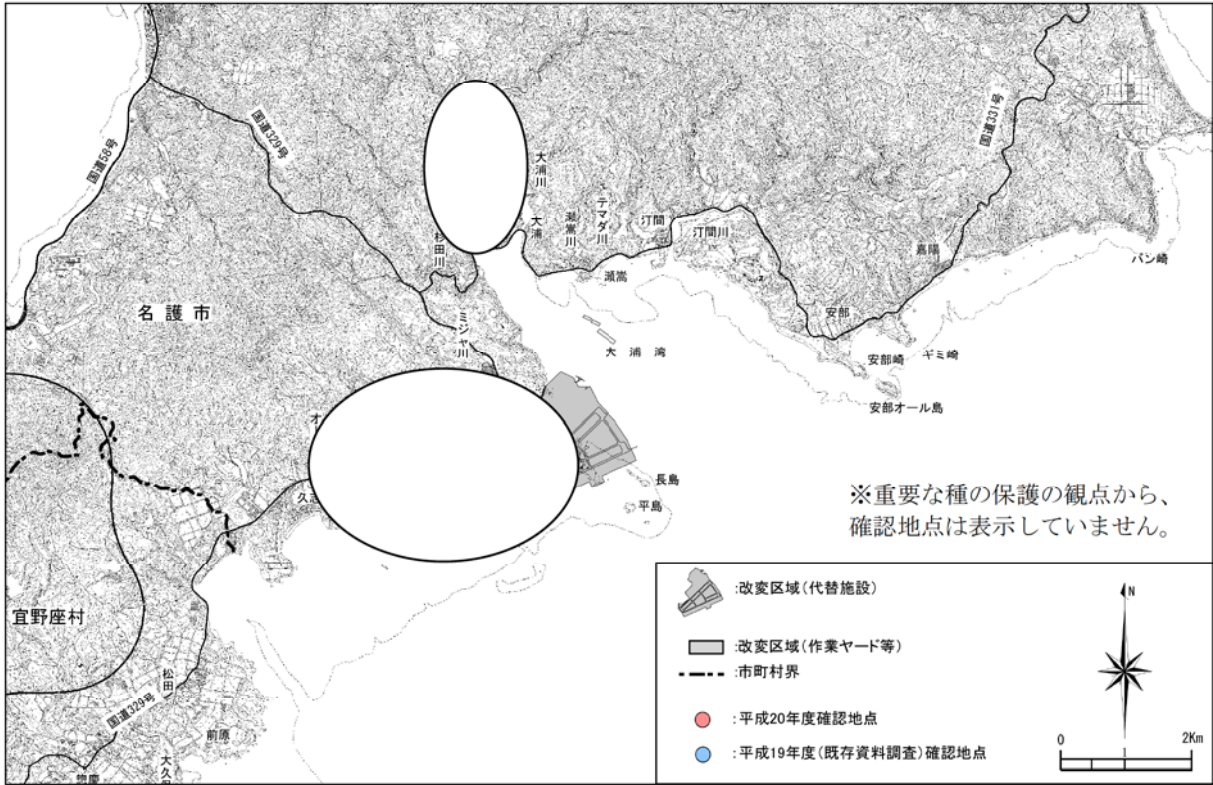 国道58号
国道329号
国道331号
大浦川
大浦
瀬嵩川
テマダ川
汀間
汀間川
杉田川
瀬嵩
嘉陽
バン崎
名護市
ミジャ川
大浦湾
安部
安部崎
ギミ崎
安部オール島
長島
平島
※重要な種の保護の観点から、
確認地点は表示していません。
宜野座村
松田
国道329号
前原
惣慶
:改変区域(代替施設)
:改変区域(作業ヤード等)
:市町村界
:平成20年度確認地点
:平成19年度(既存資料調査)確認地点
N
0
2Km